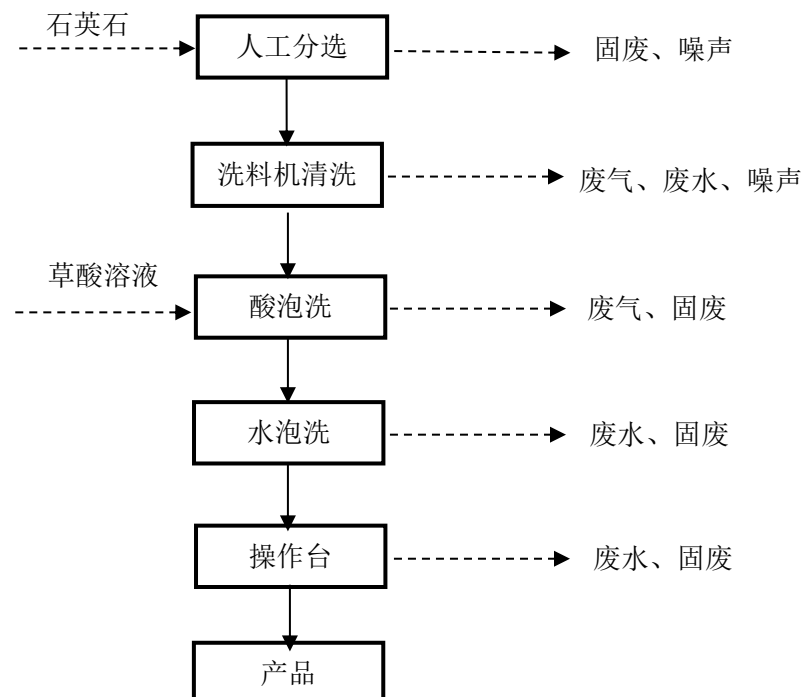 石英石
人工分选
固废、噪声
洗料机清洗
废气、废水、噪声
草酸溶液
酸泡洗
废气、固废
水泡洗
废水、固废
操作台
废水、固废
产品